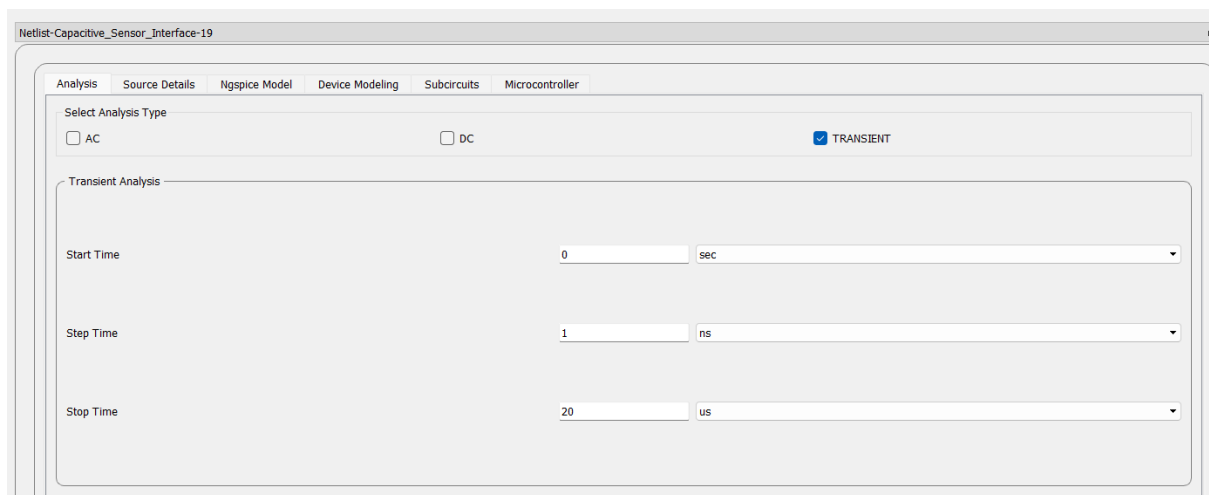 Netlist-Capacitive_Sensor_Interface-19
Analysis Source Details Ngspice Model Device Modeling Subcircuits Microcontroller
Select Analysis Type
AC DC TRANSIENT
Transient Analysis
Start Time 0 sec
Step Time 1 ns
Stop Time 20 us